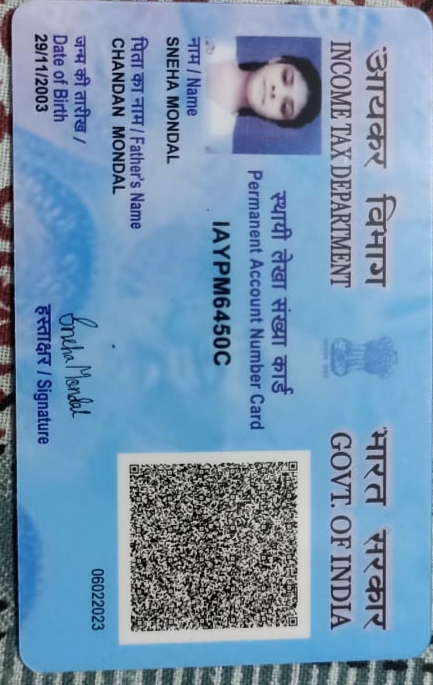 आयकर विभाग
INCOME TAX DEPARTMENT
भारत सरकार
GOVT. OF INDIA
स्थायी लेखा संख्या कार्ड
Permanent Account Number Card
IAYPM6450C
नाम / Name
SNEHA MONDAL
पिता का नाम / Father's Name
CHANDAN MONDAL
जन्म की तारीख /
Date of Birth
29/11/2003
Sneha Mondal
हस्ताक्षर / Signature
06022023